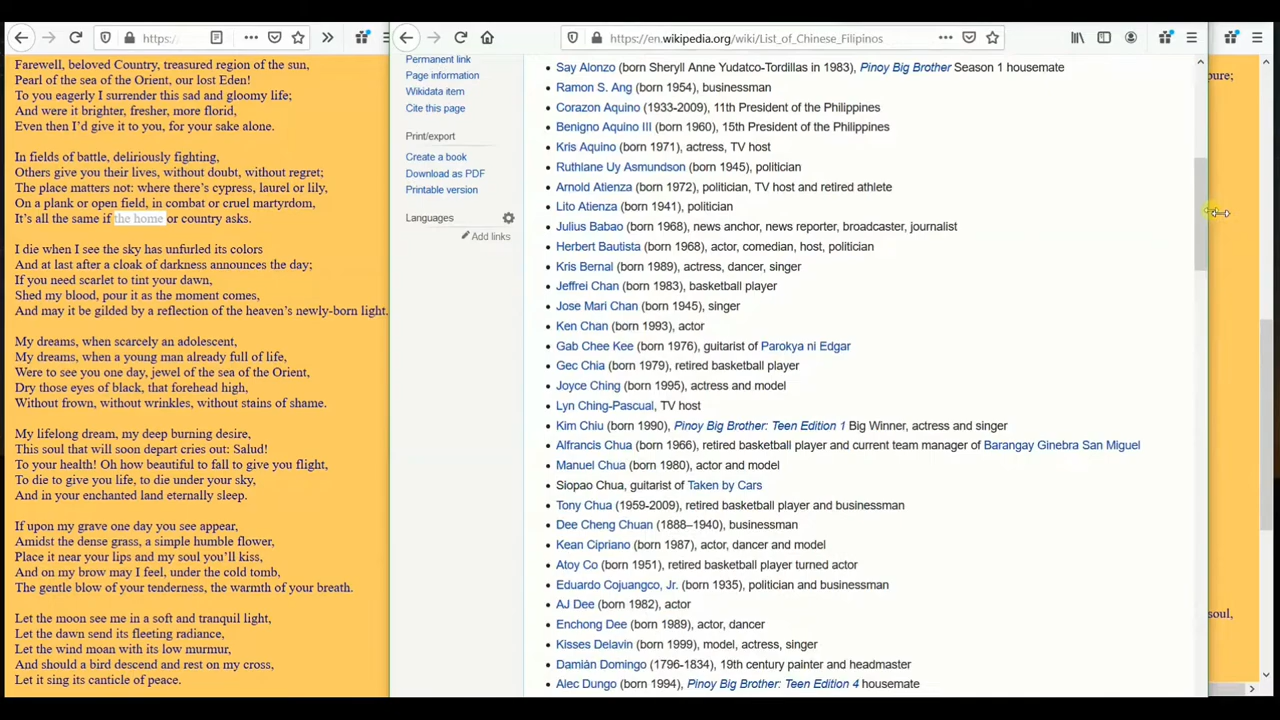 https://
https://en.wikipedia.org/wiki/List_of_Chinese_Filipinos
Farewell, beloved Country, treasured region of the sun,
Pearl of the sea of the Orient, our lost Eden!
To you eagerly I surrender this sad and gloomy life;
And were it brighter, fresher, more florid,
Even then I’d give it to you, for your sake alone.
In fields of battle, deliriously fighting,
Others give you their lives, without doubt, without regret;
The place matters not: where there’s cypress, laurel or lily,
On a plank or open field, in combat or cruel martyrdom,
It’s all the same if the home or country asks.
I die when I see the sky has unfurled its colors
And at last after a cloak of darkness announces the day;
If you need scarlet to tint your dawn,
Shed my blood, pour it as the moment comes,
And may it be gilded by a reflection of the heaven’s newly-born light.
My dreams, when scarcely an adolescent,
My dreams, when a young man already full of life,
Were to see you one day, jewel of the sea of the Orient,
Dry those eyes of black, that forehead high,
Without frown, without wrinkles, without stains of shame.
My lifelong dream, my deep burning desire,
This soul that will soon depart cries out: Salud!
To your health! Oh how beautiful to fall to give you flight,
To die to give you life, to die under your sky,
And in your enchanted land eternally sleep.
If upon my grave one day you see appear,
Amidst the dense grass, a simple humble flower,
Place it near your lips and my soul you’ll kiss,
And on my brow may I feel, under the cold tomb,
The gentle blow of your tenderness, the warmth of your breath.
Let the moon see me in a soft and tranquil light,
Let the dawn send its fleeting radiance,
Let the wind moan with its low murmur,
And should a bird descend and rest on my cross,
Let it sing its canticle of peace.
Permanent link
Page information
Wikidata item
Cite this page
Print/export
Create a book
Download as PDF
Printable version
Languages
Add links
Say Alonzo (born Sheryll Anne Yudatco-Tordillas in 1983), Pinoy Big Brother Season 1 housemate
Ramon S. Ang (born 1954), businessman
Corazon Aquino (1933-2009), 11th President of the Philippines
Benigno Aquino III (born 1960), 15th President of the Philippines
Kris Aquino (born 1971), actress, TV host
Ruthlane Uy Asmundson (born 1945), politician
Arnold Atienza (born 1972), politician, TV host and retired athlete
Lito Atienza (born 1941), politician
Julius Babao (born 1968), news anchor, news reporter, broadcaster, journalist
Herbert Bautista (born 1968), actor, comedian, host, politician
Kris Bernal (born 1989), actress, dancer, singer
Jeffrei Chan (born 1983), basketball player
Jose Mari Chan (born 1945), singer
Ken Chan (born 1993), actor
Gab Chee Kee (born 1976), guitarist of Parokya ni Edgar
Gec Chia (born 1979), retired basketball player
Joyce Ching (born 1995), actress and model
Lyn Ching-Pascual, TV host
Kim Chiu (born 1990), Pinoy Big Brother: Teen Edition 1 Big Winner, actress and singer
Alfrancis Chua (born 1966), retired basketball player and current team manager of Barangay Ginebra San Miguel
Manuel Chua (born 1980), actor and model
Siopao Chua, guitarist of Taken by Cars
Tony Chua (1959-2009), retired basketball player and businessman
Dee Cheng Chuan (1888–1940), businessman
Kean Cipriano (born 1987), actor, dancer and model
Atoy Co (born 1951), retired basketball player turned actor
Eduardo Cojuangco, Jr. (born 1935), politician and businessman
AJ Dee (born 1982), actor
Enchong Dee (born 1989), actor, dancer
Kisses Delavin (born 1999), model, actress, singer
Damián Domingo (1796-1834), 19th century painter and headmaster
Alec Dungo (born 1994), Pinoy Big Brother: Teen Edition 4 housemate
pure;
soul,